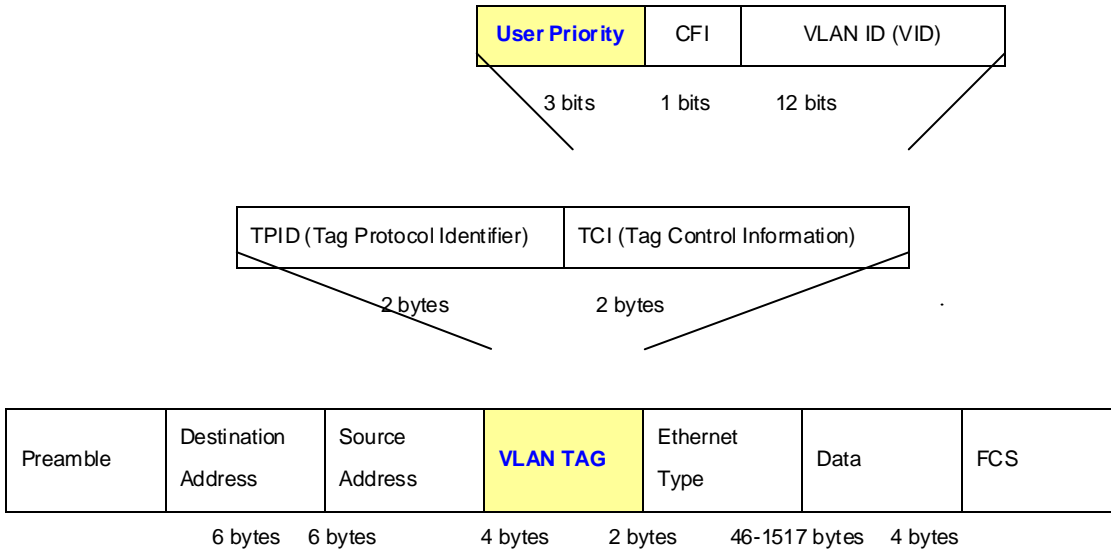 User Priority CFI VLAN ID (VID)
3 bits 1 bits 12 bits
TPID (Tag Protocol Identifier) TCI (Tag Control Information)
2 bytes 2 bytes .
Preamble
Destination
Address
Source
Address
VLAN TAG
Ethernet
Type
Data
FCS
6 bytes 6 bytes 4 bytes 2 bytes 46-1517 bytes 4 bytes